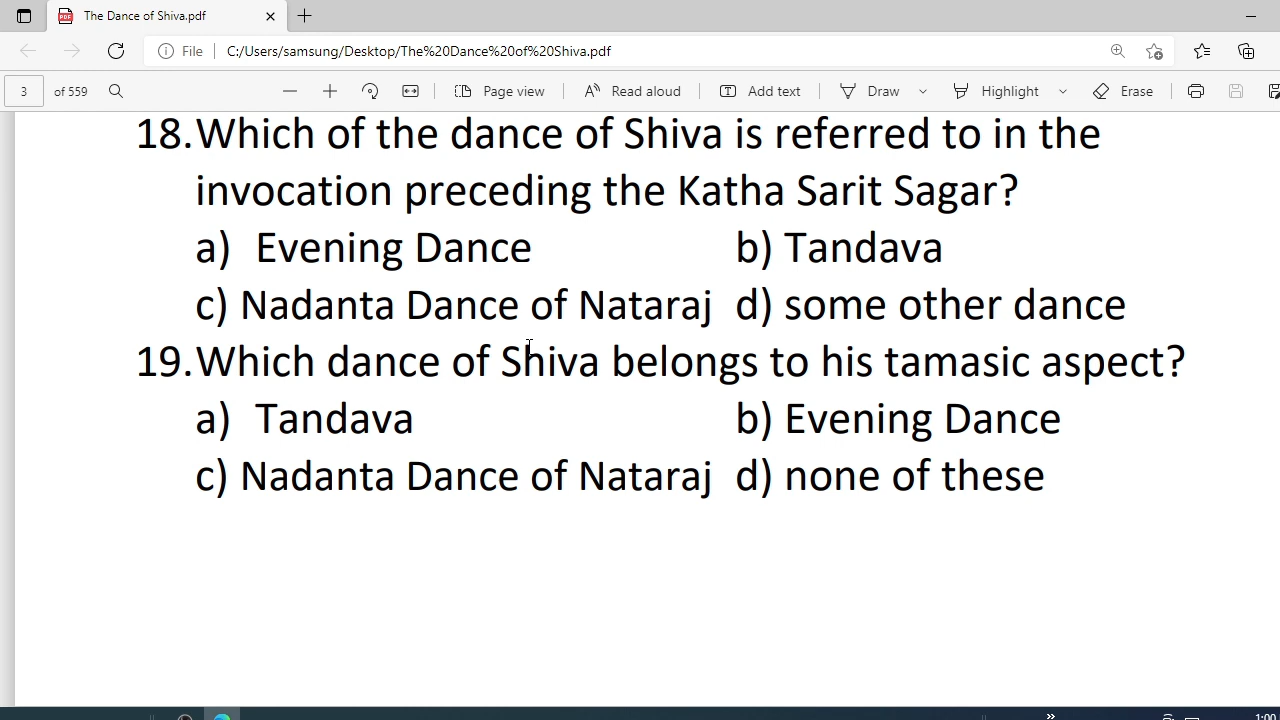 The Dance of Shiva.pdf
File C:/Users/samsung/Desktop/The%20Dance%20of%20Shiva.pdf
3 of 559 Page view Read aloud Add text Draw Highlight Erase
18.Which of the dance of Shiva is referred to in the
invocation preceding the Katha Sarit Sagar?
a) Evening Dance b) Tandava
c) Nadanta Dance of Nataraj d) some other dance
19.Which dance of Shiva belongs to his tamasic aspect?
a) Tandava b) Evening Dance
c) Nadanta Dance of Nataraj d) none of these